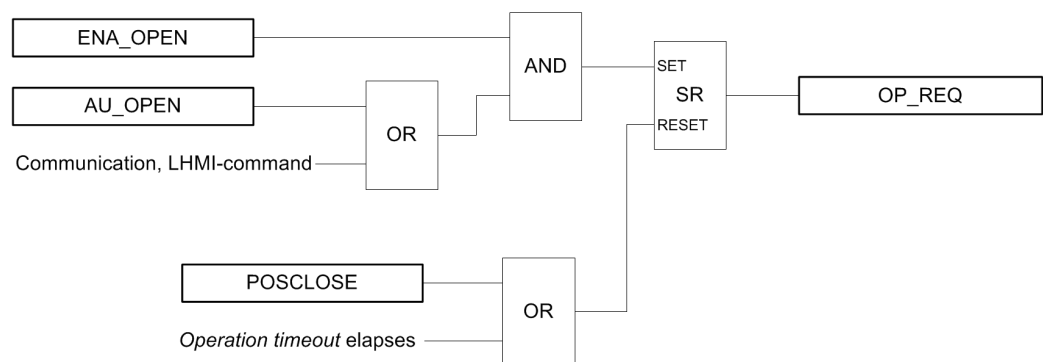 ENA_OPEN
AND
SET
SR
OP_REQ
AU_OPEN
OR
RESET
Communication, LHMI-command
POSCLOSE
OR
Operation timeout elapses